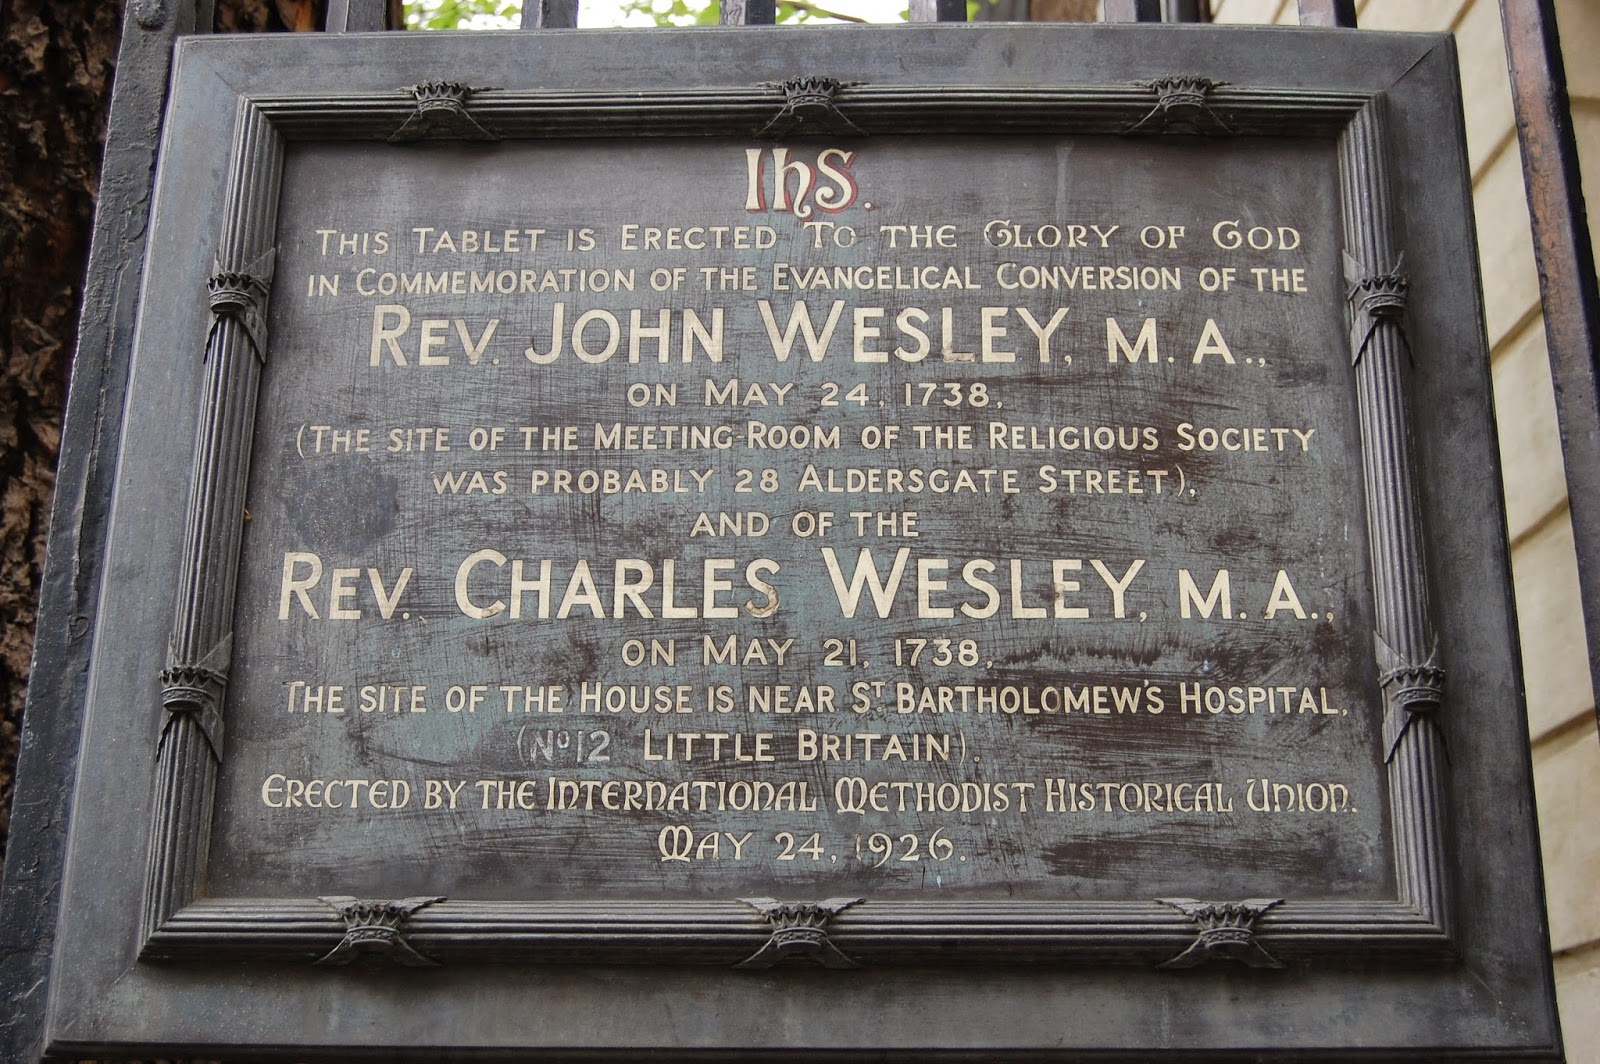 IhS.
THIS TABLET IS ERECTED TO THE GLORY OF GOD
IN COMMEMORATION OF THE EVANGELICAL CONVERSION OF THE
REV. JOHN WESLEY, M.A.,
ON MAY 24, 1738,
(THE SITE OF THE MEETING-ROOM OF THE RELIGIOUS SOCIETY
WAS PROBABLY 28 ALDERSGATE STREET),
AND OF THE
REV. CHARLES WESLEY, M.A.,
ON MAY 21, 1738,
THE SITE OF THE HOUSE IS NEAR ST. BARTHOLOMEW'S HOSPITAL,
(No 12 LITTLE BRITAIN).
ERECTED BY THE INTERNATIONAL METHODIST HISTORICAL UNION.
MAY 24, 1926.